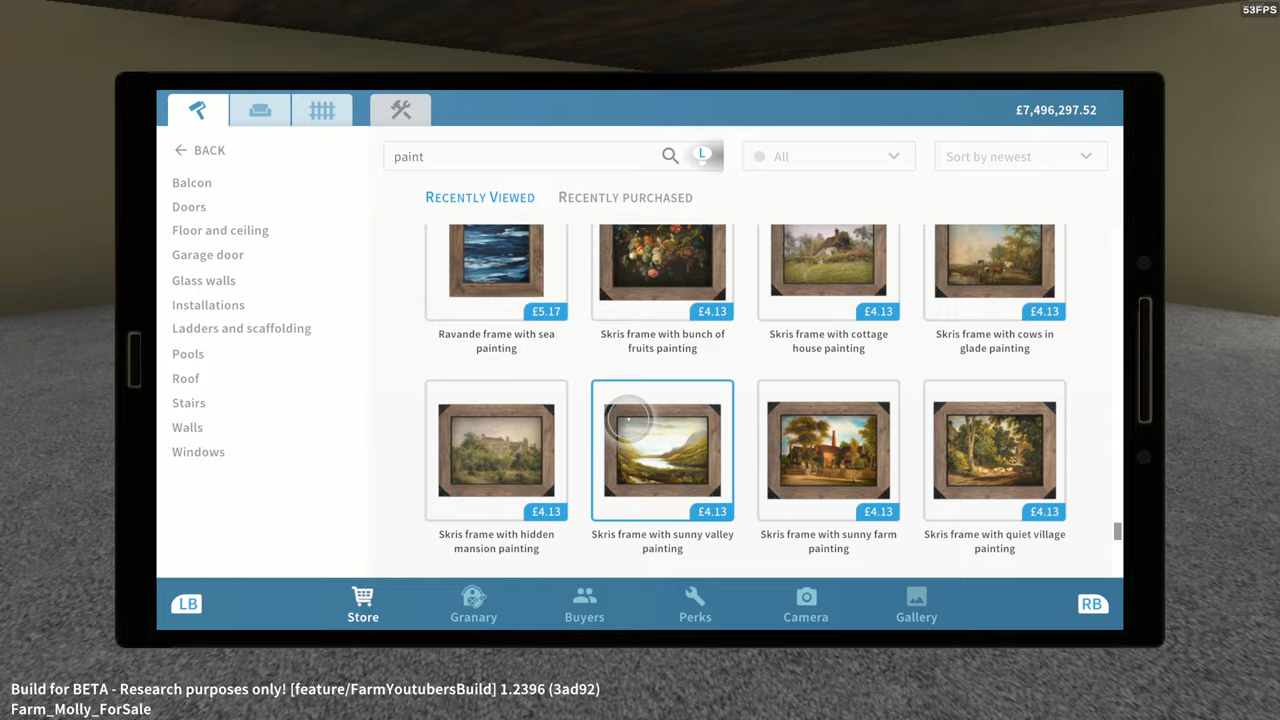 53FPS
£7,496,297.52
BACK
paint
L
All
Sort by newest
Balcon
Doors
Floor and ceiling
Garage door
Glass walls
Installations
Ladders and scaffolding
Pools
Roof
Stairs
Walls
Windows
RECENTLY VIEWED
RECENTLY PURCHASED
£5.17
£4.13
£4.13
£4.13
Ravande frame with sea
painting
Skris frame with bunch of
fruits painting
Skris frame with cottage
house painting
Skris frame with cows in
glade painting
£4.13
£4.13
£4.13
£4.13
Skris frame with hidden
mansion painting
Skris frame with sunny valley
painting
Skris frame with sunny farm
painting
Skris frame with quiet village
painting
LB
Store
Granary
Buyers
Perks
Camera
Gallery
RB
Build for BETA - Research purposes only! [feature/FarmYoutubersBuild] 1.2396 (3ad92)
Farm_Molly_ForSale